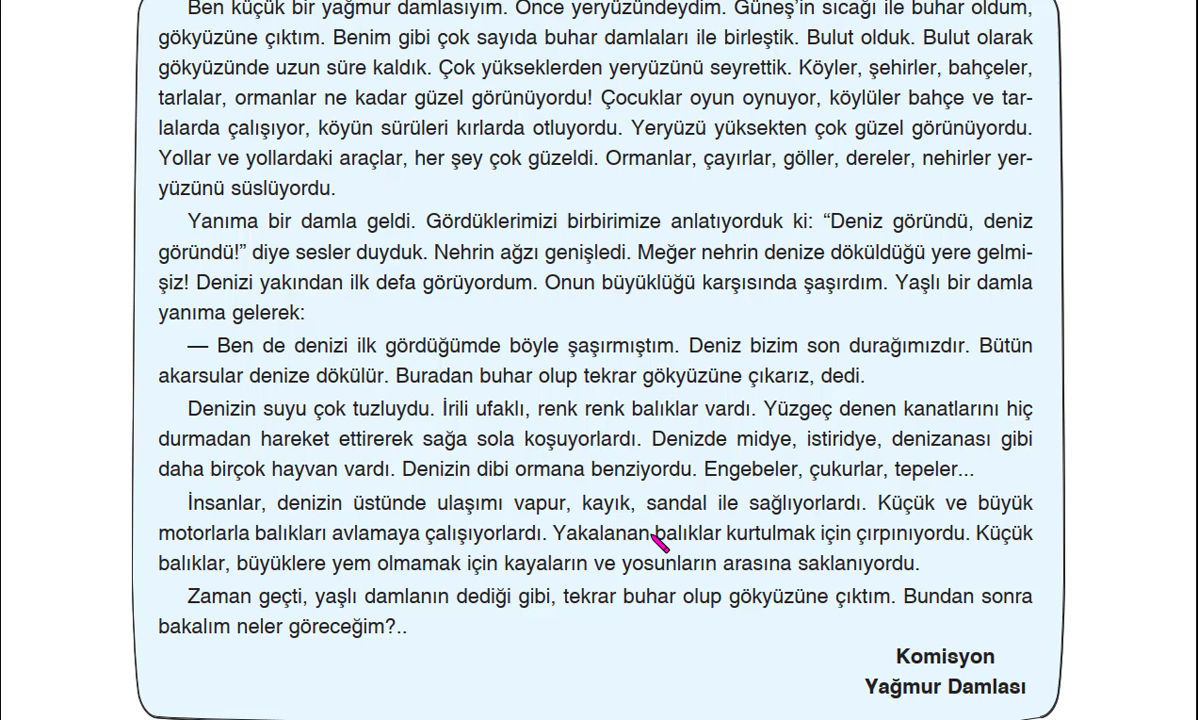 Ben küçük bir yağmur damlasıyım. Önce yeryüzündeydim. Güneş’in sıcağı ile buhar oldum,
gökyüzüne çıktım. Benim gibi çok sayıda buhar damlaları ile birleştik. Bulut olduk. Bulut olarak
gökyüzünde uzun süre kaldık. Çok yükseklerden yeryüzünü seyrettik. Köyler, şehirler, bahçeler,
tarlalar, ormanlar ne kadar güzel görünüyordu! Çocuklar oyun oynuyor, köylüler bahçe ve tar-
lalarda çalışıyor, köyün sürüleri kırlarda otluyordu. Yeryüzü yüksekten çok güzel görünüyordu.
Yollar ve yollardaki araçlar, her şey çok güzeldi. Ormanlar, çayırlar, göller, dereler, nehirler yer-
yüzünü süslüyordu.
Yanıma bir damla geldi. Gördüklerimizi birbirimize anlatıyorduk ki: “Deniz göründü, deniz
göründü!” diye sesler duyduk. Nehrin ağzı genişledi. Meğer nehrin denize döküldüğü yere gelmi-
şiz! Denizi yakından ilk defa görüyordum. Onun büyüklüğü karşısında şaşırdım. Yaşlı bir damla
yanıma gelerek:
— Ben de denizi ilk gördüğümde böyle şaşırmıştım. Deniz bizim son durağımızdır. Bütün
akarsular denize dökülür. Buradan buhar olup tekrar gökyüzüne çıkarız, dedi.
Denizin suyu çok tuzluydu. İrili ufaklı, renk renk balıklar vardı. Yüzgeç denen kanatlarını hiç
durmadan hareket ettirerek sağa sola koşuyorlardı. Denizde midye, istiridye, denizanası gibi
daha birçok hayvan vardı. Denizin dibi ormana benziyordu. Engebeler, çukurlar, tepeler...
İnsanlar, denizin üstünde ulaşımı vapur, kayık, sandal ile sağlıyorlardı. Küçük ve büyük
motorlarla balıkları avlamaya çalışıyorlardı. Yakalanan balıklar kurtulmak için çırpınıyordu. Küçük
balıklar, büyüklere yem olmamak için kayaların ve yosunların arasına saklanıyordu.
Zaman geçti, yaşlı damlanın dediği gibi, tekrar buhar olup gökyüzüne çıktım. Bundan sonra
bakalım neler göreceğim?..
Komisyon
Yağmur Damlası